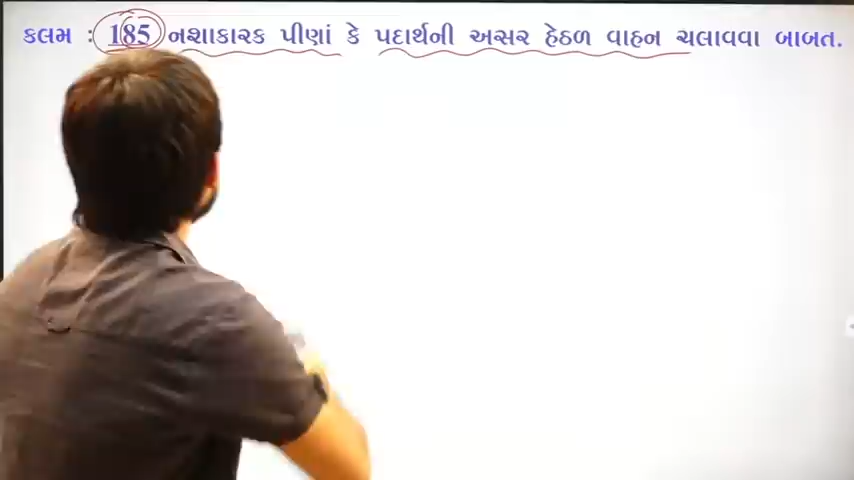 કલમ : 185 નશાકારક પીણાં કે પદાર્થની અસર હેઠળ વાહન ચલાવવા બાબત.